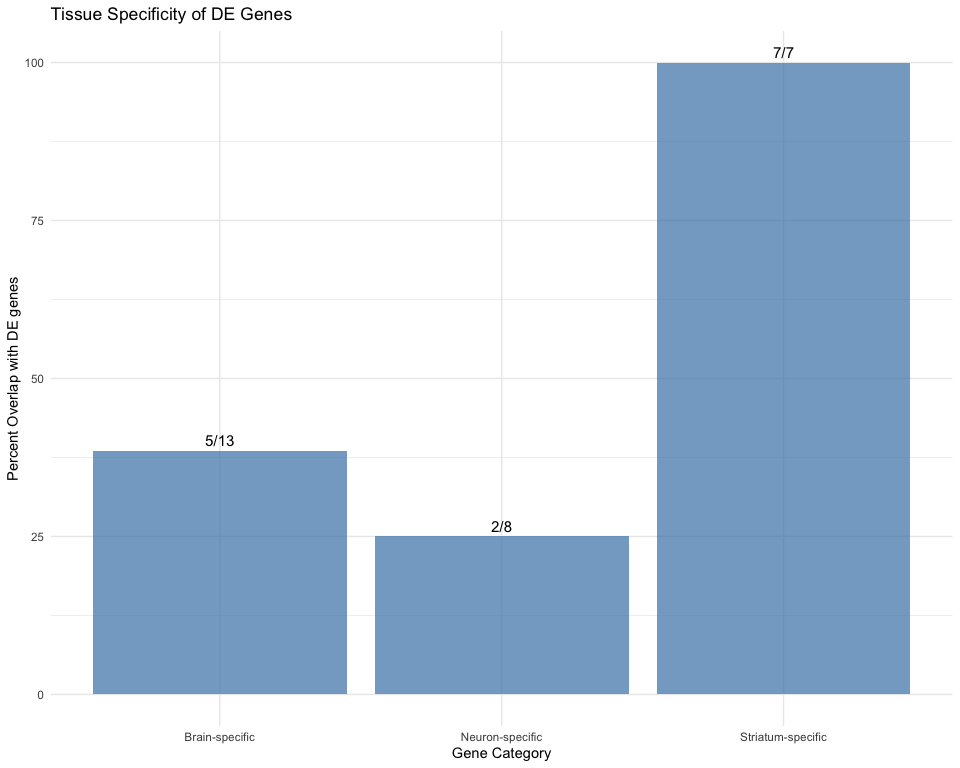 Tissue Specificity of DE Genes
7/7
100
75
Percent Overlap with DE genes
50
5/13
2/8
25
0
Brain-specific
Neuron-specific
Striatum-specific
Gene Category